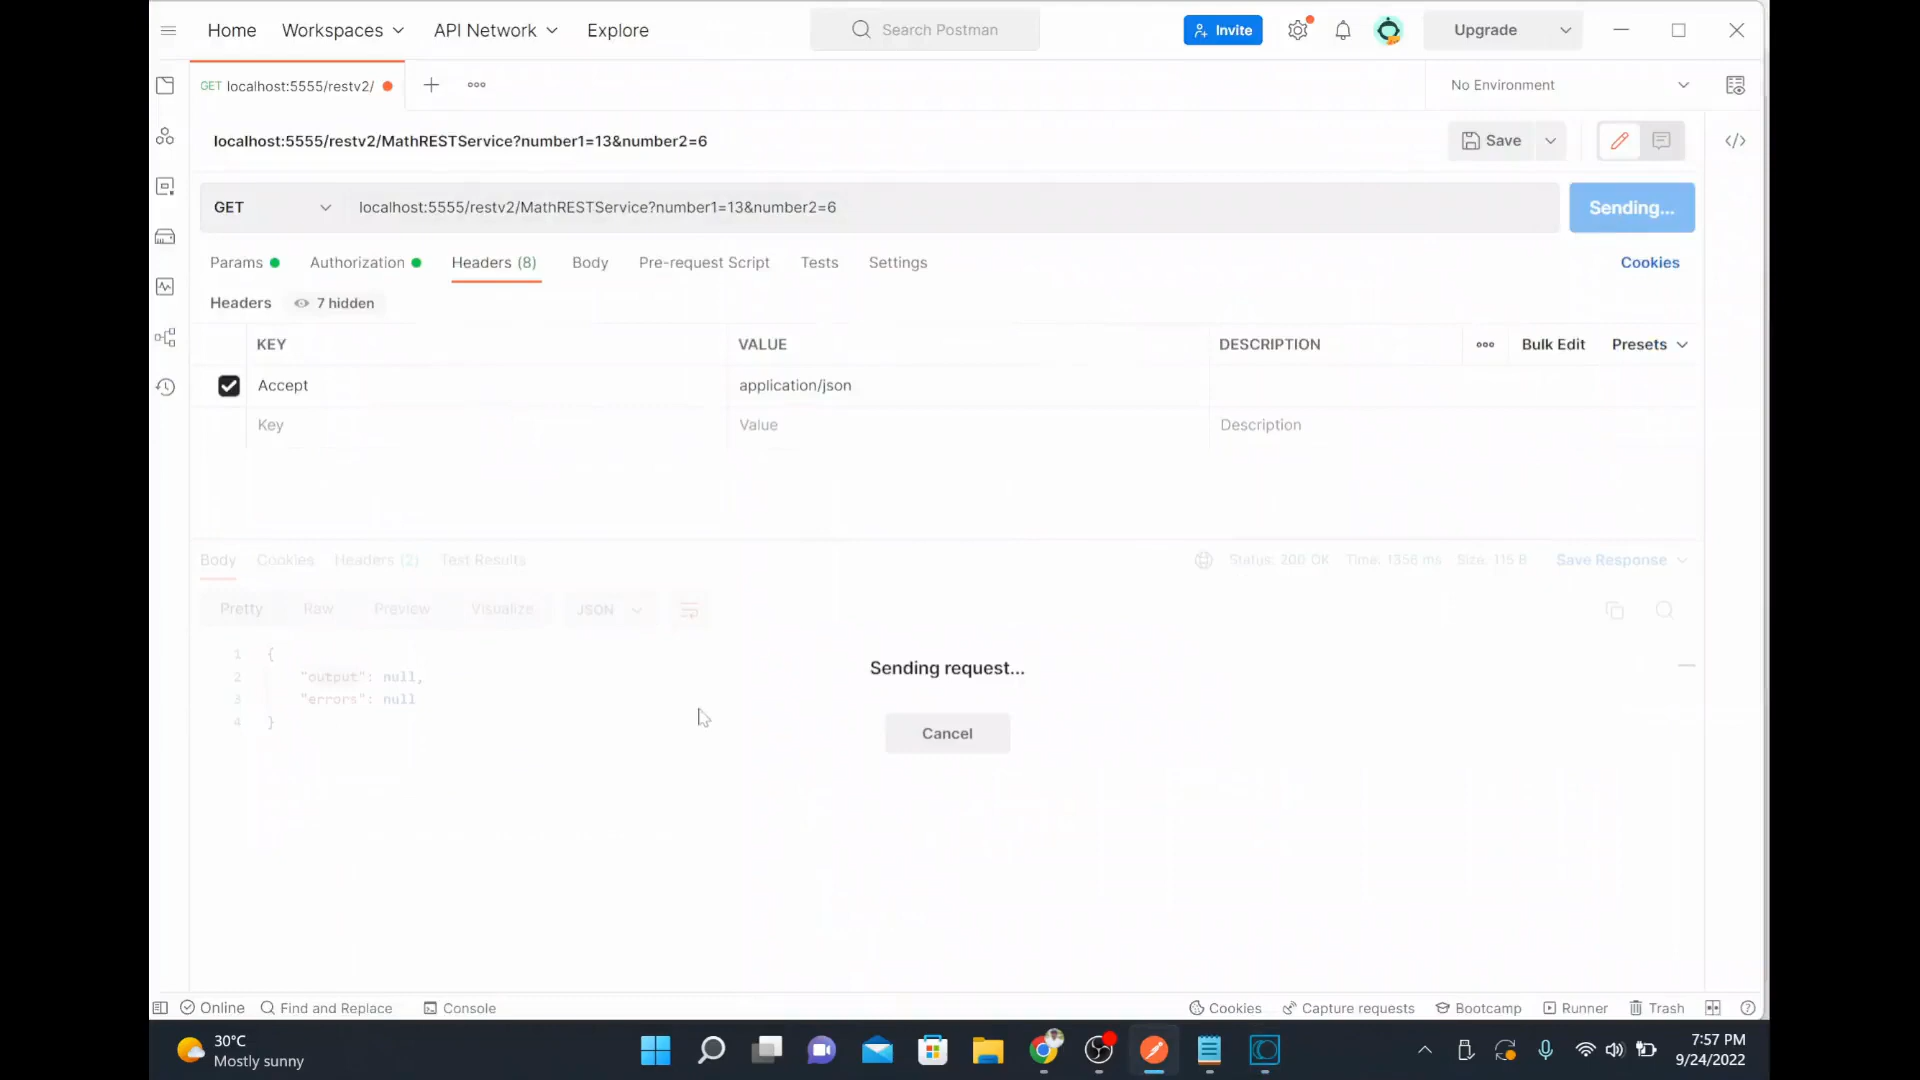 Home
Workspaces
API Network
Explore
Search Postman
Invite
Upgrade
GET localhost:5555/restv2/
No Environment
localhost:5555/restv2/MathRESTService?number1=13&number2=6
Save
GET
localhost:5555/restv2/MathRESTService?number1=13&number2=6
Sending...
Params
Authorization
Headers (8)
Body
Pre-request Script
Tests
Settings
Cookies
Headers
7 hidden
KEY
VALUE
DESCRIPTION
Bulk Edit
Presets
Accept
application/json
Key
Value
Description
Body
Cookies
Headers (2)
Test Results
Status: 200 OK
Time: 1358 ms
Size: 115 B
Save Response
Pretty
Raw
Preview
Visualize
JSON
1 {
2 "output": null,
3 "errors": null
4 }
Sending request...
Cancel
Online
Find and Replace
Console
Cookies
Capture requests
Bootcamp
Runner
Trash
30°C
Mostly sunny
7:57 PM
9/24/2022